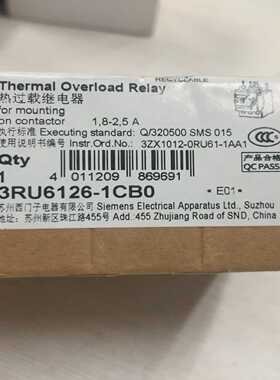 RECYCLABLE
Thermal Overload Relay
热过载继电器
for mounting
on contactor 1,8-2,5 A
执行标准 Executing standard: Q/320500 SMS 015
使用说明书编号 Instr.Ord.No.: 3ZX1012-0RU61-1AA1
Qty
1
4 011209 869691
CCC
产品合格
QC PASS
3RU6126-1CB0
· E01 ·
苏州西门子电器有限公司 Siemens Electrical Apparatus Ltd., Suzhou
苏州新区珠江路455号 Add. 455 Zhujiang Road of SND, China